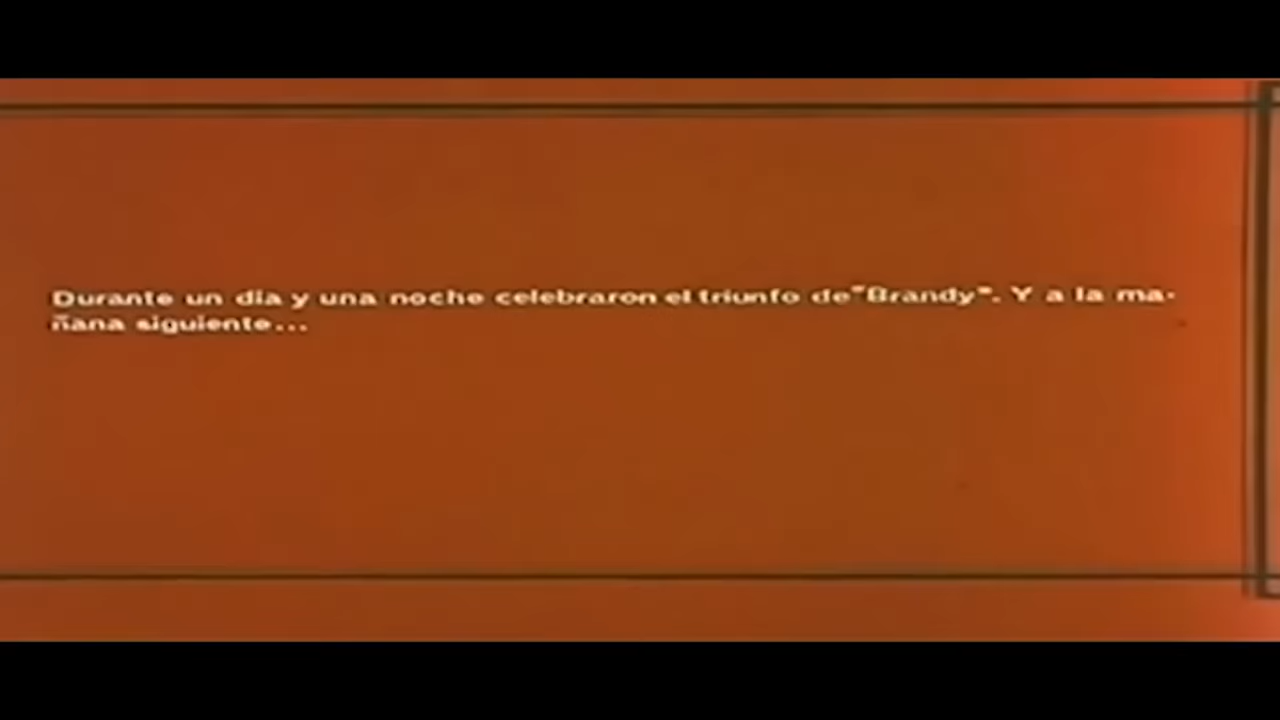 Durante un dia y una noche celebraron el triunfo de "Brandy". Y a la ma-
ñana siguiente...